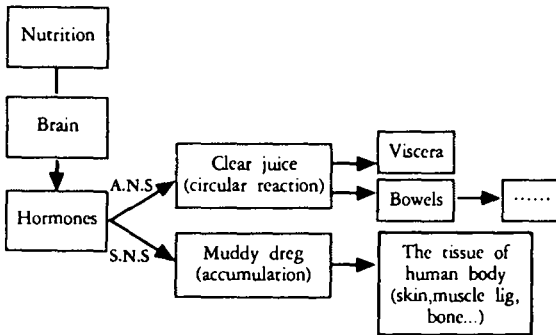 Nutrition
Brain
Hormones
A.N.S
S.N.S
Clear juice
(circular reaction)
Muddy dreg
(accumulation)
Viscera
Bowels
......
The tissue of
human body
(skin,muscle lig,
bone...)